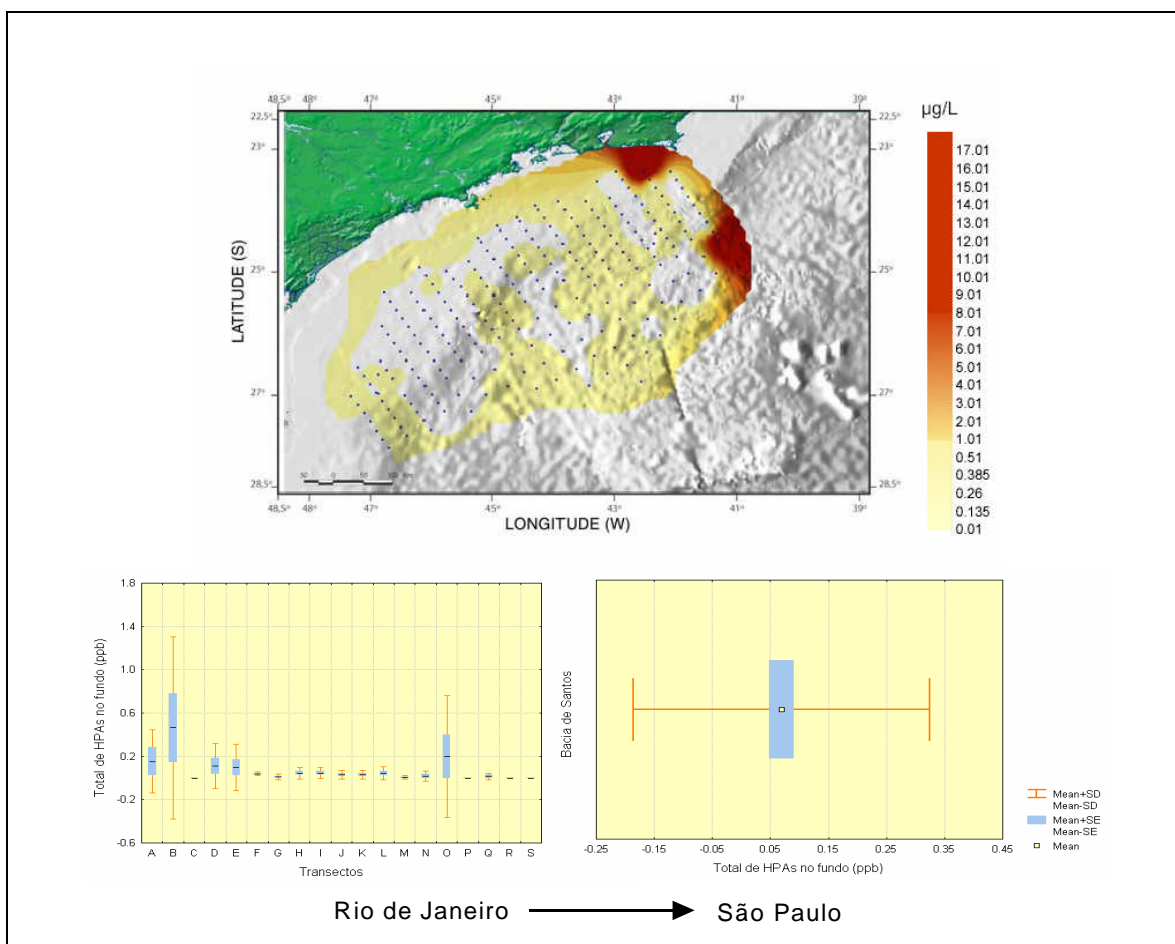 48.5° 48° 47° 45° 43° 41° 39°
µg/L
22,5° 22,5°
23° 23°
25° 25°
27° 27°
28.5° 28.5°
LATITUDE (S)
48,5° 48° 47° 45° 43° 41° 39°
LONGITUDE (W)
17.01
16.01
15.01
14.01
13.01
12.01
11.01
10.01
9.01
8.01
7.01
6.01
5.01
4.01
3.01
2.01
1.01
0.51
0.385
0.26
0.135
0.01
Total de HPAs no fundo (ppb)
1.8
1.4
1.0
0.6
0.2
-0.2
-0.6
A B C D E F G H I J K L M N O P Q R S
Transectos
Bacia de Santos
-0.25 -0.15 -0.05 0.05 0.15 0.25 0.35 0.45
Total de HPAs no fundo (ppb)
Mean+SD
Mean-SD
Mean+SE
Mean-SE
Mean
Rio de Janeiro São Paulo